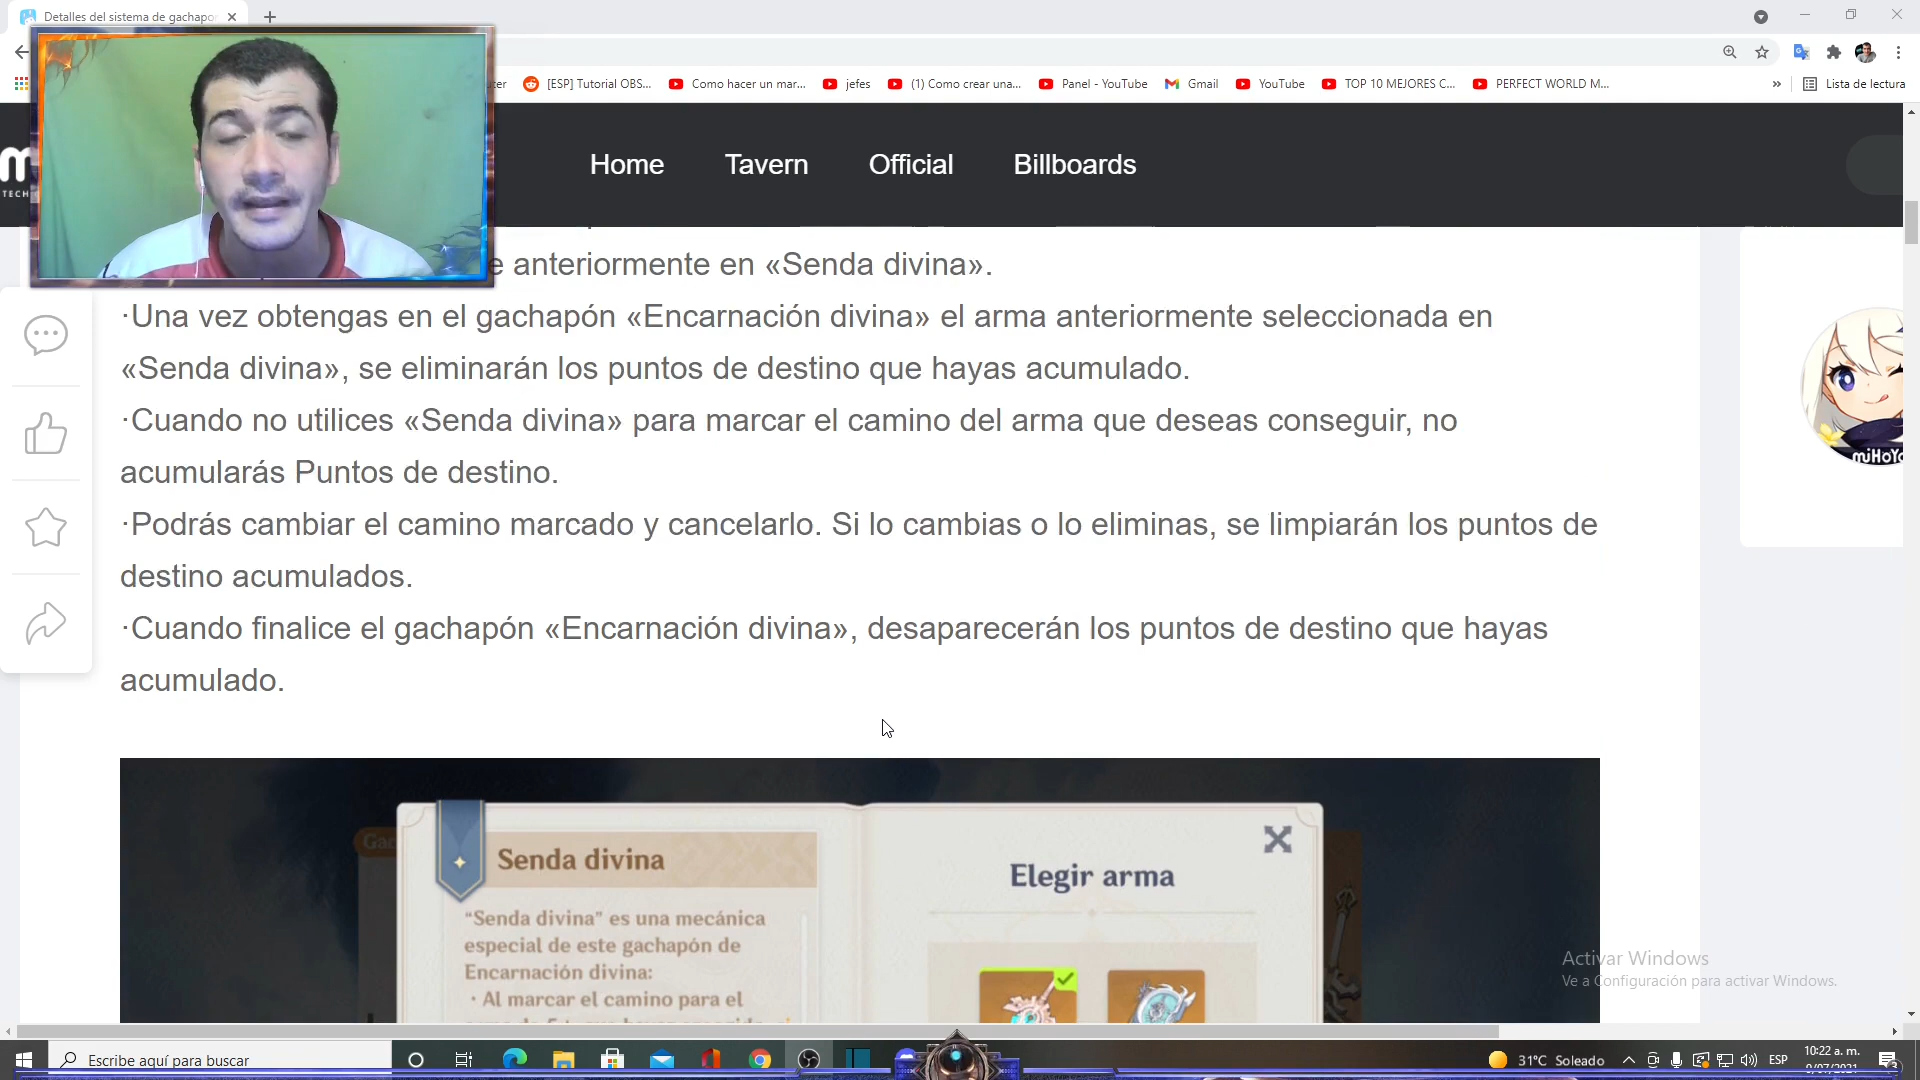 Detalles del sistema de gachapo
[ESP] Tutorial OBS...
Como hacer un mar...
jefes
(1) Como crear una...
Panel - YouTube
Gmail
YouTube
TOP 10 MEJORES C...
PERFECT WORLD M...
»
Lista de lectura
TECH
Home
Tavern
Official
Billboards
e anteriormente en «Senda divina».
·Una vez obtengas en el gachapón «Encarnación divina» el arma anteriormente seleccionada en
«Senda divina», se eliminarán los puntos de destino que hayas acumulado.
·Cuando no utilices «Senda divina» para marcar el camino del arma que deseas conseguir, no
acumularás Puntos de destino.
·Podrás cambiar el camino marcado y cancelarlo. Si lo cambias o lo eliminas, se limpiarán los puntos de
destino acumulados.
·Cuando finalice el gachapón «Encarnación divina», desaparecerán los puntos de destino que hayas
acumulado.
miHoYo
Senda divina
"Senda divina" es una mecánica
especial de este gachapón de
Encarnación divina:
· Al marcar el camino para el
Elegir arma
Activar Windows
Ve a Configuración para activar Windows.
Escribe aquí para buscar
31°C Soleado
ESP
10:22 a. m.
9/07/2021